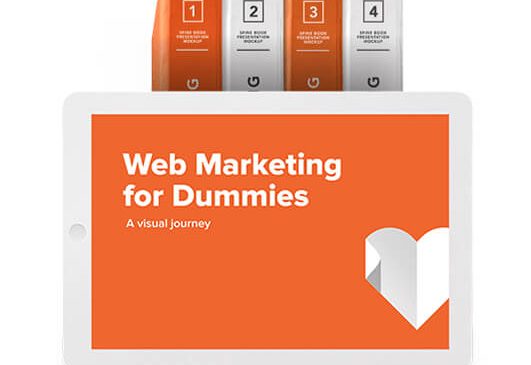 1
SPINE BOOK
PRESENTATION
MOCKUP
G
2
SPINE BOOK
PRESENTATION
MOCKUP
G
3
SPINE BOOK
PRESENTATION
MOCKUP
G
4
SPINE BOOK
PRESENTATION
MOCKUP
G
Web Marketing
for Dummies
A visual journey